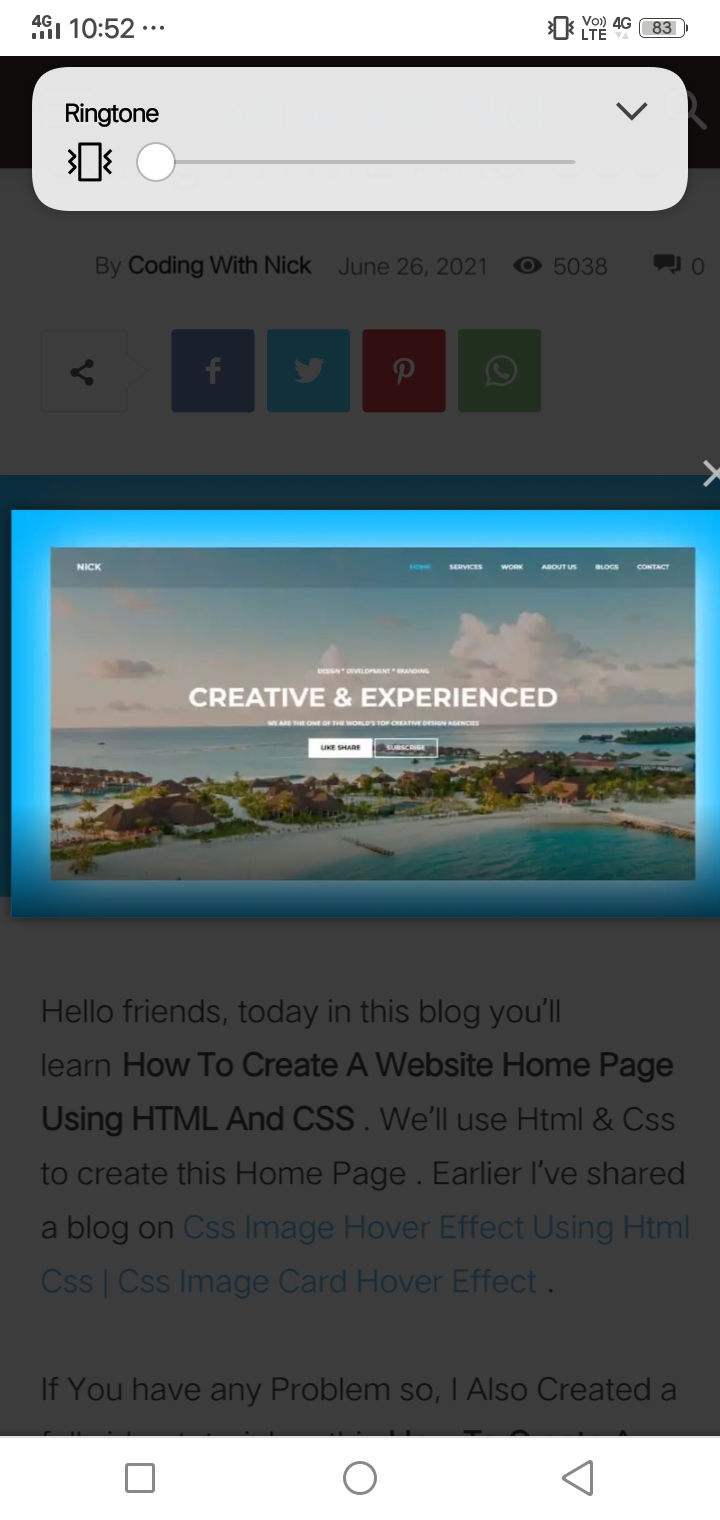 4G 10:52 ... Vo)) LTE 4G 83
Ringtone
By Coding With Nick June 26, 2021 5038 0
NICK HOME SERVICES WORK ABOUT US BLOGS CONTACT
DESIGN * DEVELOPMENT * BRANDING
CREATIVE & EXPERIENCED
WE ARE THE ONE OF THE WORLD'S TOP CREATIVE DESIGN AGENCIES
LIKE SHARE SUBSCRIBE
Hello friends, today in this blog you’ll
learn How To Create A Website Home Page
Using HTML And CSS . We’ll use Html & Css
to create this Home Page . Earlier I’ve shared
a blog on Css Image Hover Effect Using Html
Css | Css Image Card Hover Effect .
If You have any Problem so, I Also Created a